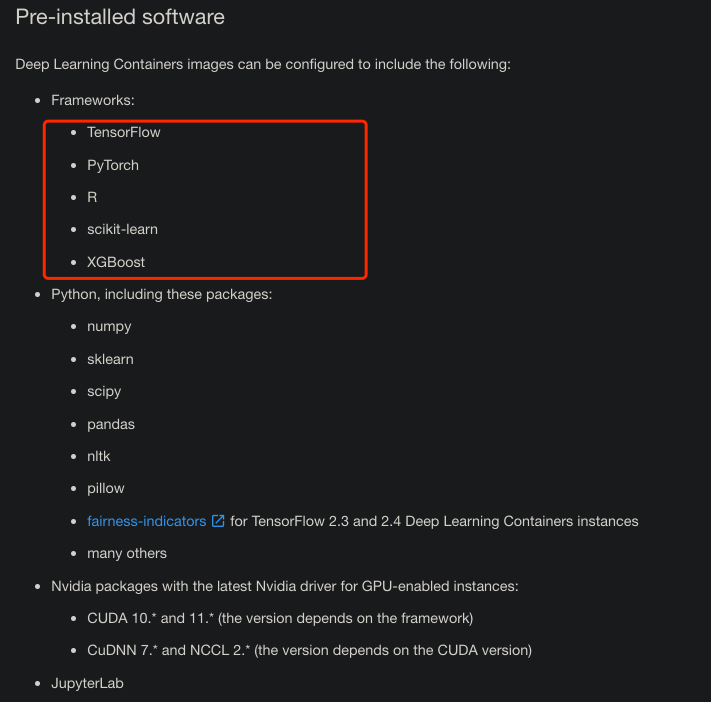 Pre-installed software
Deep Learning Containers images can be configured to include the following:
• Frameworks:
• TensorFlow
• PyTorch
• R
• scikit-learn
• XGBoost
• Python, including these packages:
• numpy
• sklearn
• scipy
• pandas
• nltk
• pillow
• fairness-indicators for TensorFlow 2.3 and 2.4 Deep Learning Containers instances
• many others
• Nvidia packages with the latest Nvidia driver for GPU-enabled instances:
• CUDA 10.* and 11.* (the version depends on the framework)
• CuDNN 7.* and NCCL 2.* (the version depends on the CUDA version)
• JupyterLab